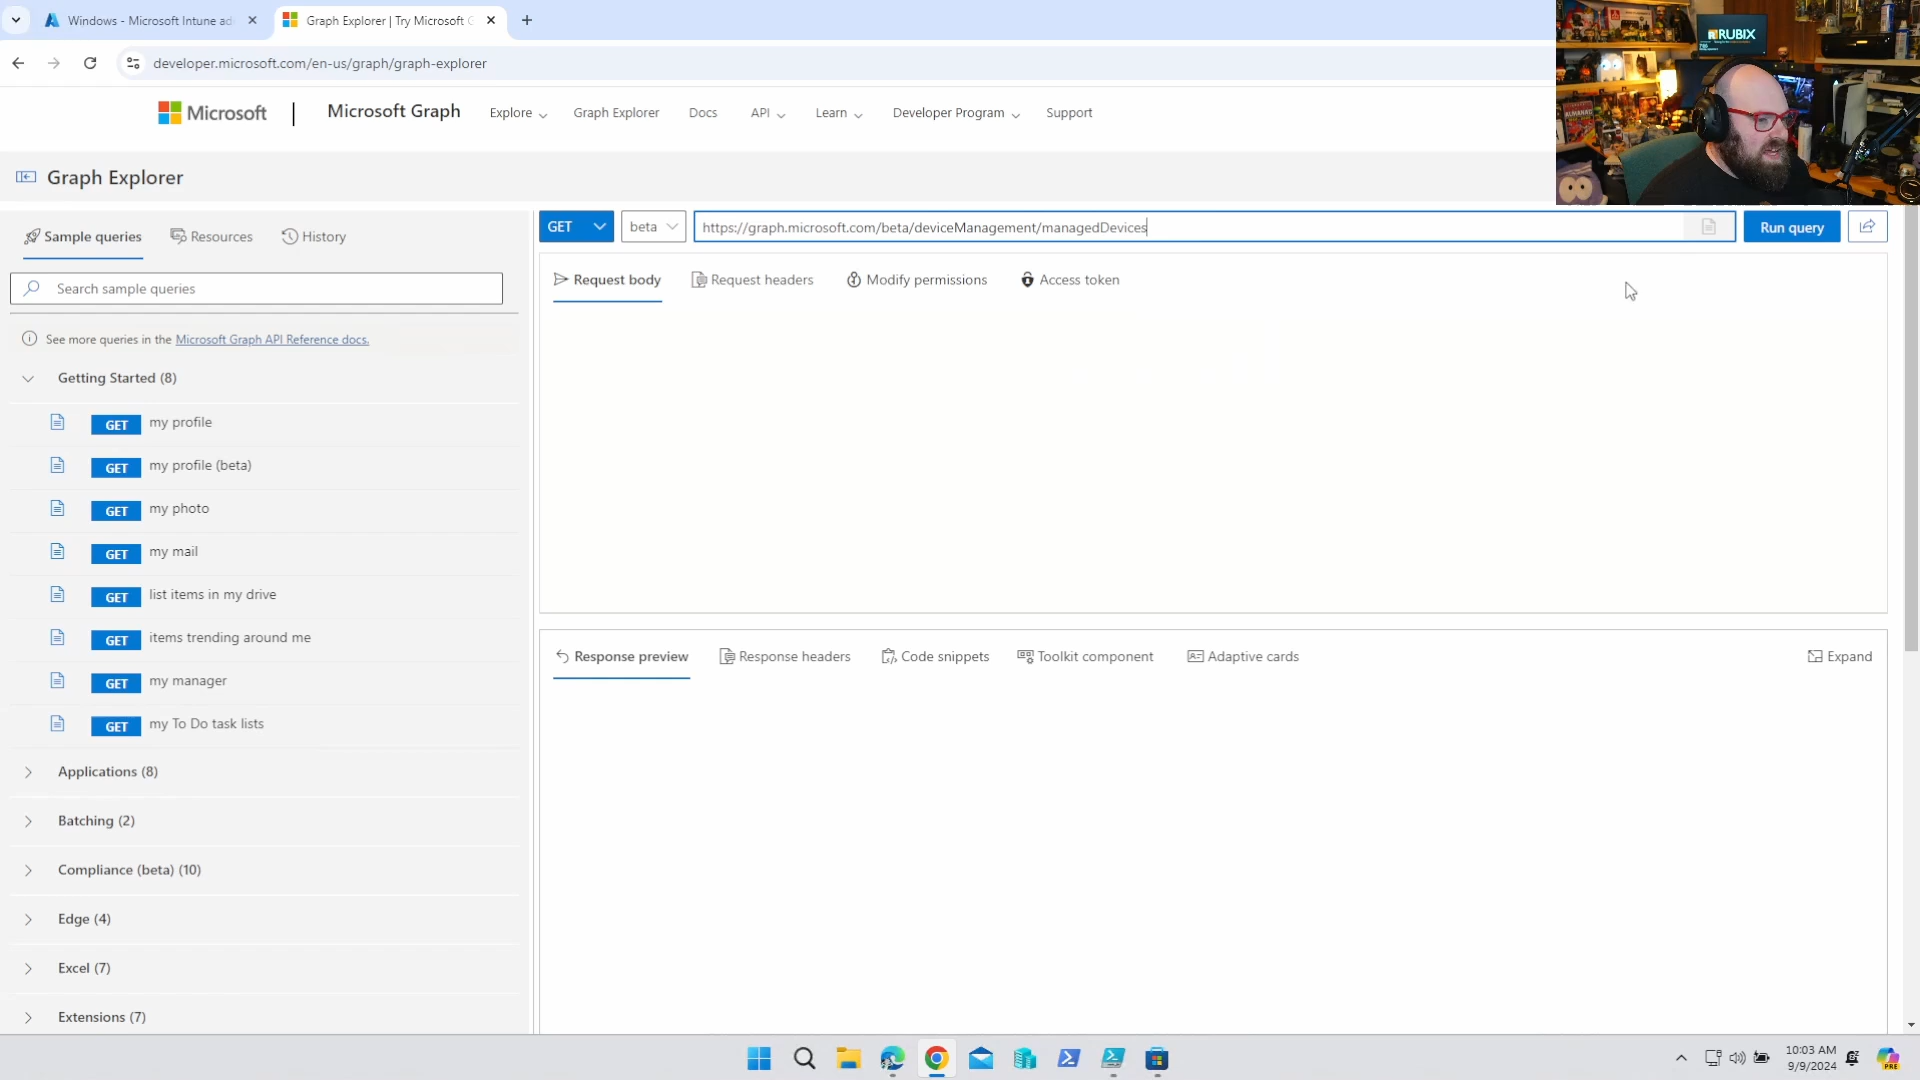 Windows - Microsoft Intune ad
Graph Explorer | Try Microsoft G
developer.microsoft.com/en-us/graph/graph-explorer
RUBIX
Microsoft
Microsoft Graph
Explore
Graph Explorer
Docs
API
Learn
Developer Program
Support
Graph Explorer
Sample queries
Resources
History
GET
beta
https://graph.microsoft.com/beta/deviceManagement/managedDevices
Run query
Search sample queries
Request body
Request headers
Modify permissions
Access token
See more queries in the Microsoft Graph API Reference docs.
Getting Started (8)
GET my profile
GET my profile (beta)
GET my photo
GET my mail
GET list items in my drive
GET items trending around me
GET my manager
GET my To Do task lists
Applications (8)
Batching (2)
Compliance (beta) (10)
Edge (4)
Excel (7)
Extensions (7)
Response preview
Response headers
Code snippets
Toolkit component
Adaptive cards
Expand
10:03 AM
9/9/2024
PRE